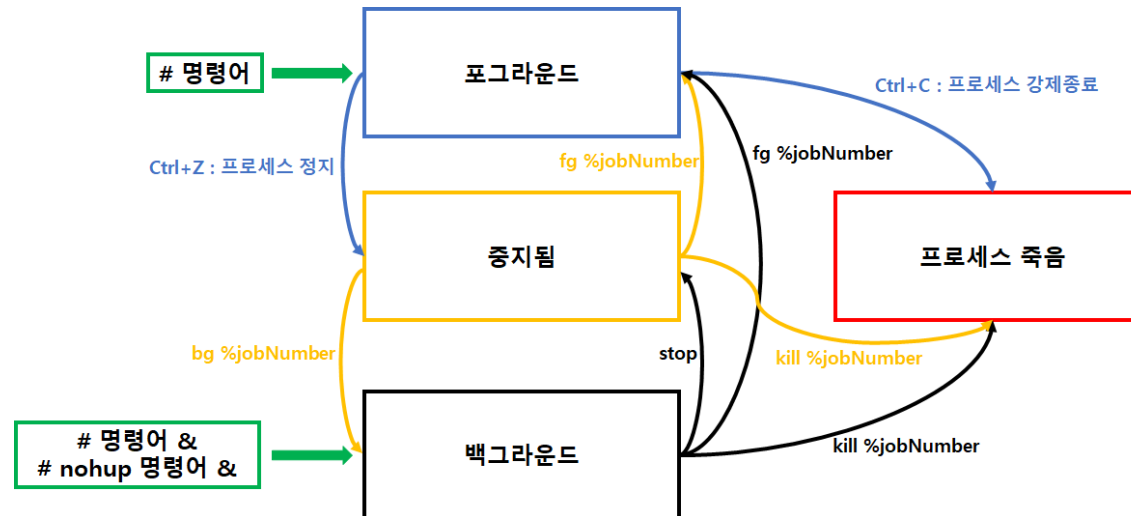 # 명령어
포그라운드
Ctrl+C : 프로세스 강제종료
Ctrl+Z : 프로세스 정지
fg %jobNumber
fg %jobNumber
중지됨
프로세스 죽음
bg %jobNumber
stop
kill %jobNumber
# 명령어 &
# nohup 명령어 &
백그라운드
kill %jobNumber